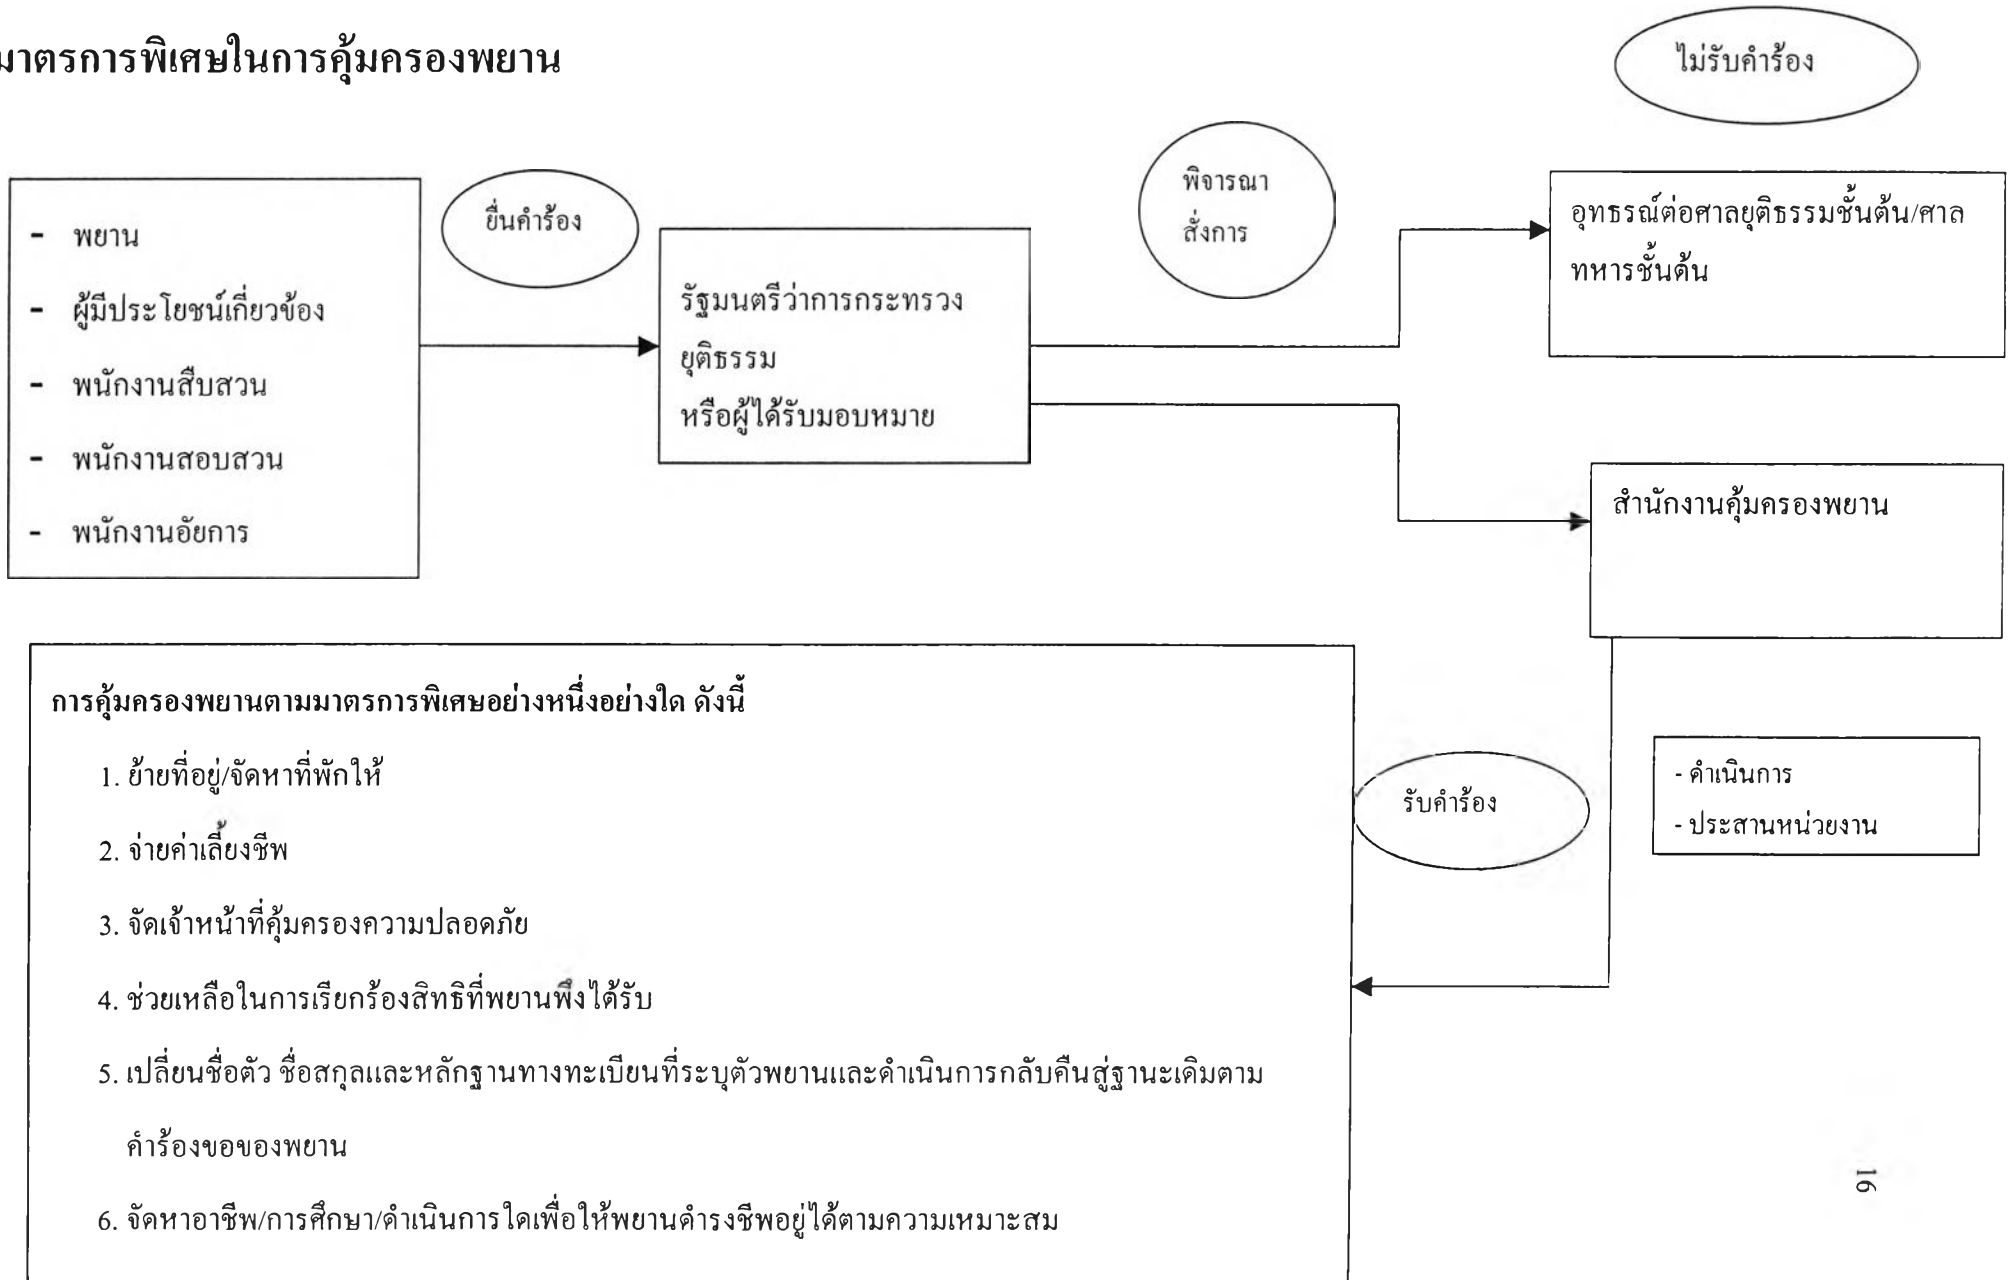 มาตรการพิเศษในการคุ้มครองพยาน
ไม่รับคำร้อง
- พยาน
- ผู้มีประโยชน์เกี่ยวข้อง
- พนักงานสืบสวน
- พนักงานสอบสวน
- พนักงานอัยการ
ยื่นคำร้อง
รัฐมนตรีว่าการกระทรวง
ยุติธรรม
หรือผู้ได้รับมอบหมาย
พิจารณา
สั่งการ
อุทธรณ์ต่อศาลยุติธรรมชั้นต้น/ศาล
ทหารชั้นต้น
สำนักงานคุ้มครองพยาน
- ดำเนินการ
- ประสานหน่วยงาน
รับคำร้อง
การคุ้มครองพยานตามมาตรการพิเศษอย่างหนึ่งอย่างใด ดังนี้
1. ย้ายที่อยู่/จัดหาที่พักให้
2. จ่ายค่าเลี้ยงชีพ
3. จัดเจ้าหน้าที่คุ้มครองความปลอดภัย
4. ช่วยเหลือในการเรียกร้องสิทธิที่พยานพึงได้รับ
5. เปลี่ยนชื่อตัว ชื่อสกุลและหลักฐานทางทะเบียนที่ระบุตัวพยานและดำเนินการกลับคืนสู่ฐานะเดิมตาม
คำร้องขอของพยาน
6. จัดหาอาชีพ/การศึกษา/ดำเนินการใดเพื่อให้พยานดำรงชีพอยู่ได้ตามความเหมาะสม
16